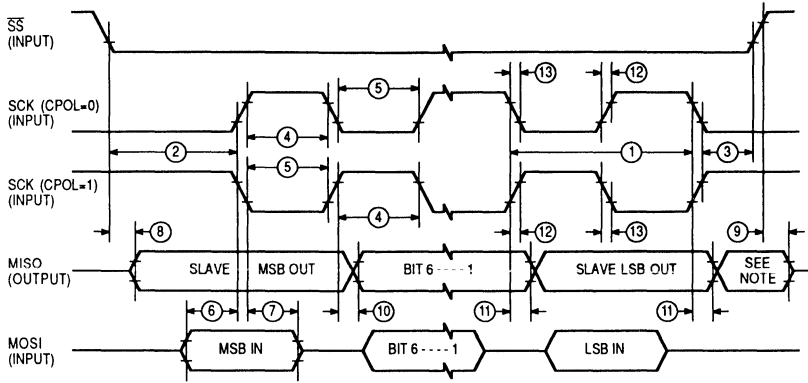 SS
(INPUT)
13 12
5
SCK (CPOL=0)
(INPUT)
4
2 1 3
5
SCK (CPOL=1)
(INPUT)
4
8 12 13 9
MISO
(OUTPUT)
SLAVE MSB OUT BIT 6 ---- 1 SLAVE LSB OUT SEE
NOTE
6 7 10 11 11
MOSI
(INPUT)
MSB IN BIT 6 ---- 1 LSB IN